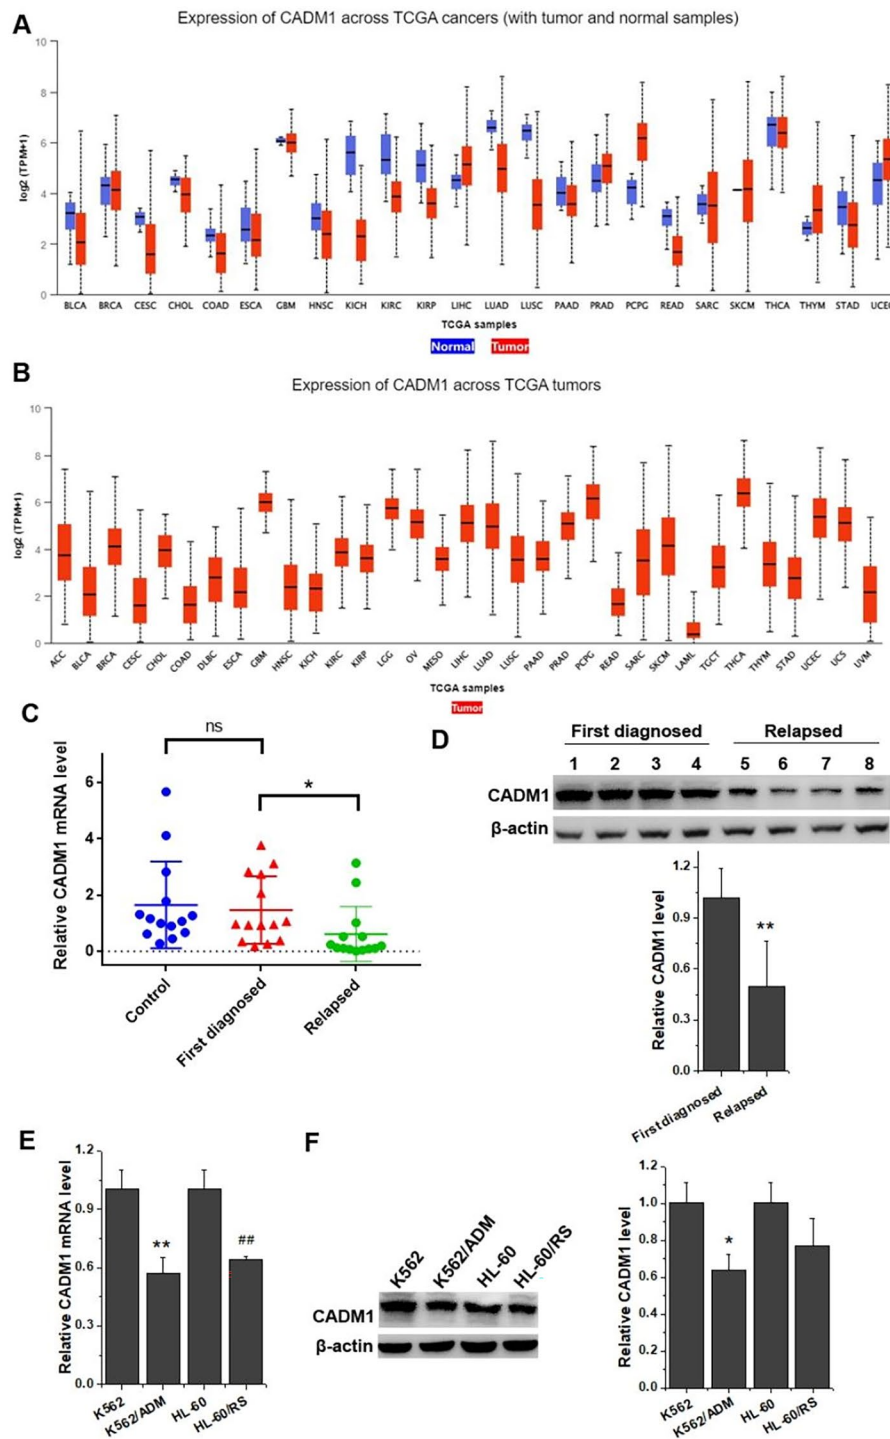 A
Expression of CADM1 across TCGA cancers (with tumor and normal samples)
log2 (TPM+1)
10
8
6
4
2
0
BLCA BRCA CESC CHOL COAD ESCA GBM HNSC KICH KIRC KIRP LIHC LUAD LUSC PAAD PRAD PCPG READ SARC SKCM THCA THYM STAD UCEC
TCGA samples
Normal Tumor
B
Expression of CADM1 across TCGA tumors
log2 (TPM+1)
10
8
6
4
2
0
ACC BLCA BRCA CESC CHOL COAD DLBC ESCA GBM HNSC KICH KIRC KIRP LGG OV MESO LIHC LUAD LUSC PAAD PRAD PCPG READ SARC SKCM LAML TGCT THCA THYM STAD UCEC UCS UVM
TCGA samples
Tumor
C
ns
*
Relative CADM1 mRNA level
6
4
2
0
Control First diagnosed Relapsed
D
First diagnosed Relapsed
1 2 3 4 5 6 7 8
CADM1
β-actin
Relative CADM1 level
1.2
0.9
0.6
0.3
0.0
**
First diagnosed Relapsed
E
Relative CADM1 mRNA level
1.2
0.9
0.6
0.3
0.0
** ##
K562 K562/ADM HL-60 HL-60/RS
F
K562 K562/ADM HL-60 HL-60/RS
CADM1
β-actin
Relative CADM1 level
1.2
1.0
0.8
0.6
0.4
0.2
0.0
*
K562 K562/ADM HL-60 HL-60/RS